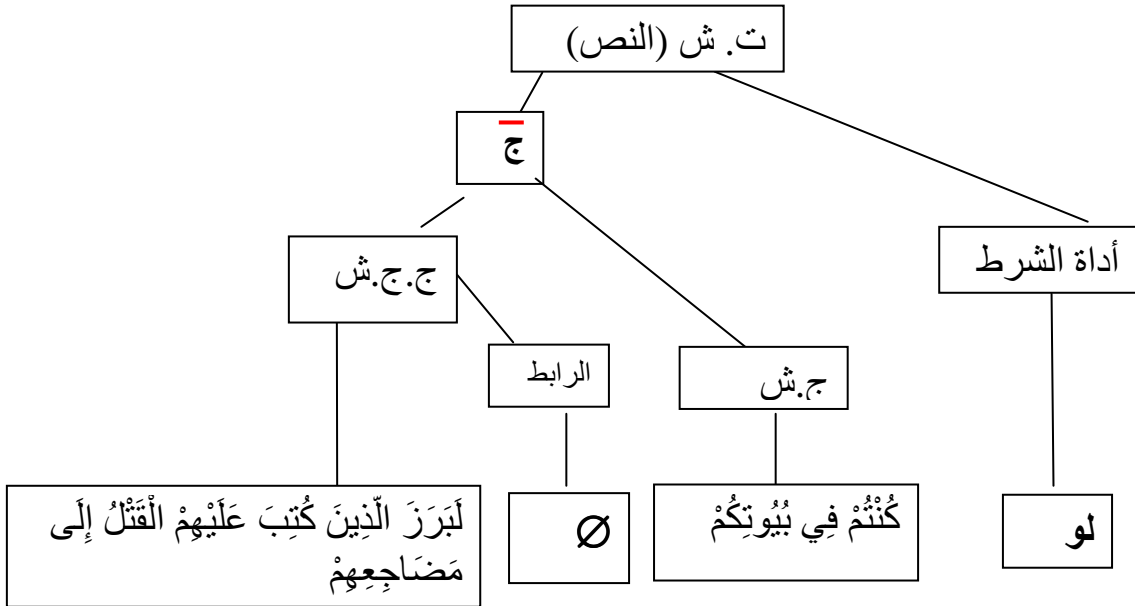 ت. ش (النص)
جَ
أداة الشرط
ج.ج.ش
الرابط
ج.ش
لو
كُنْتُمْ فِي بُيُوتِكُمْ
Ø
لَبَرَزَ الَّذِينَ كُتِبَ عَلَيْهِمُ الْقَتْلُ إِلَى
مَضَاجِعِهِمْ